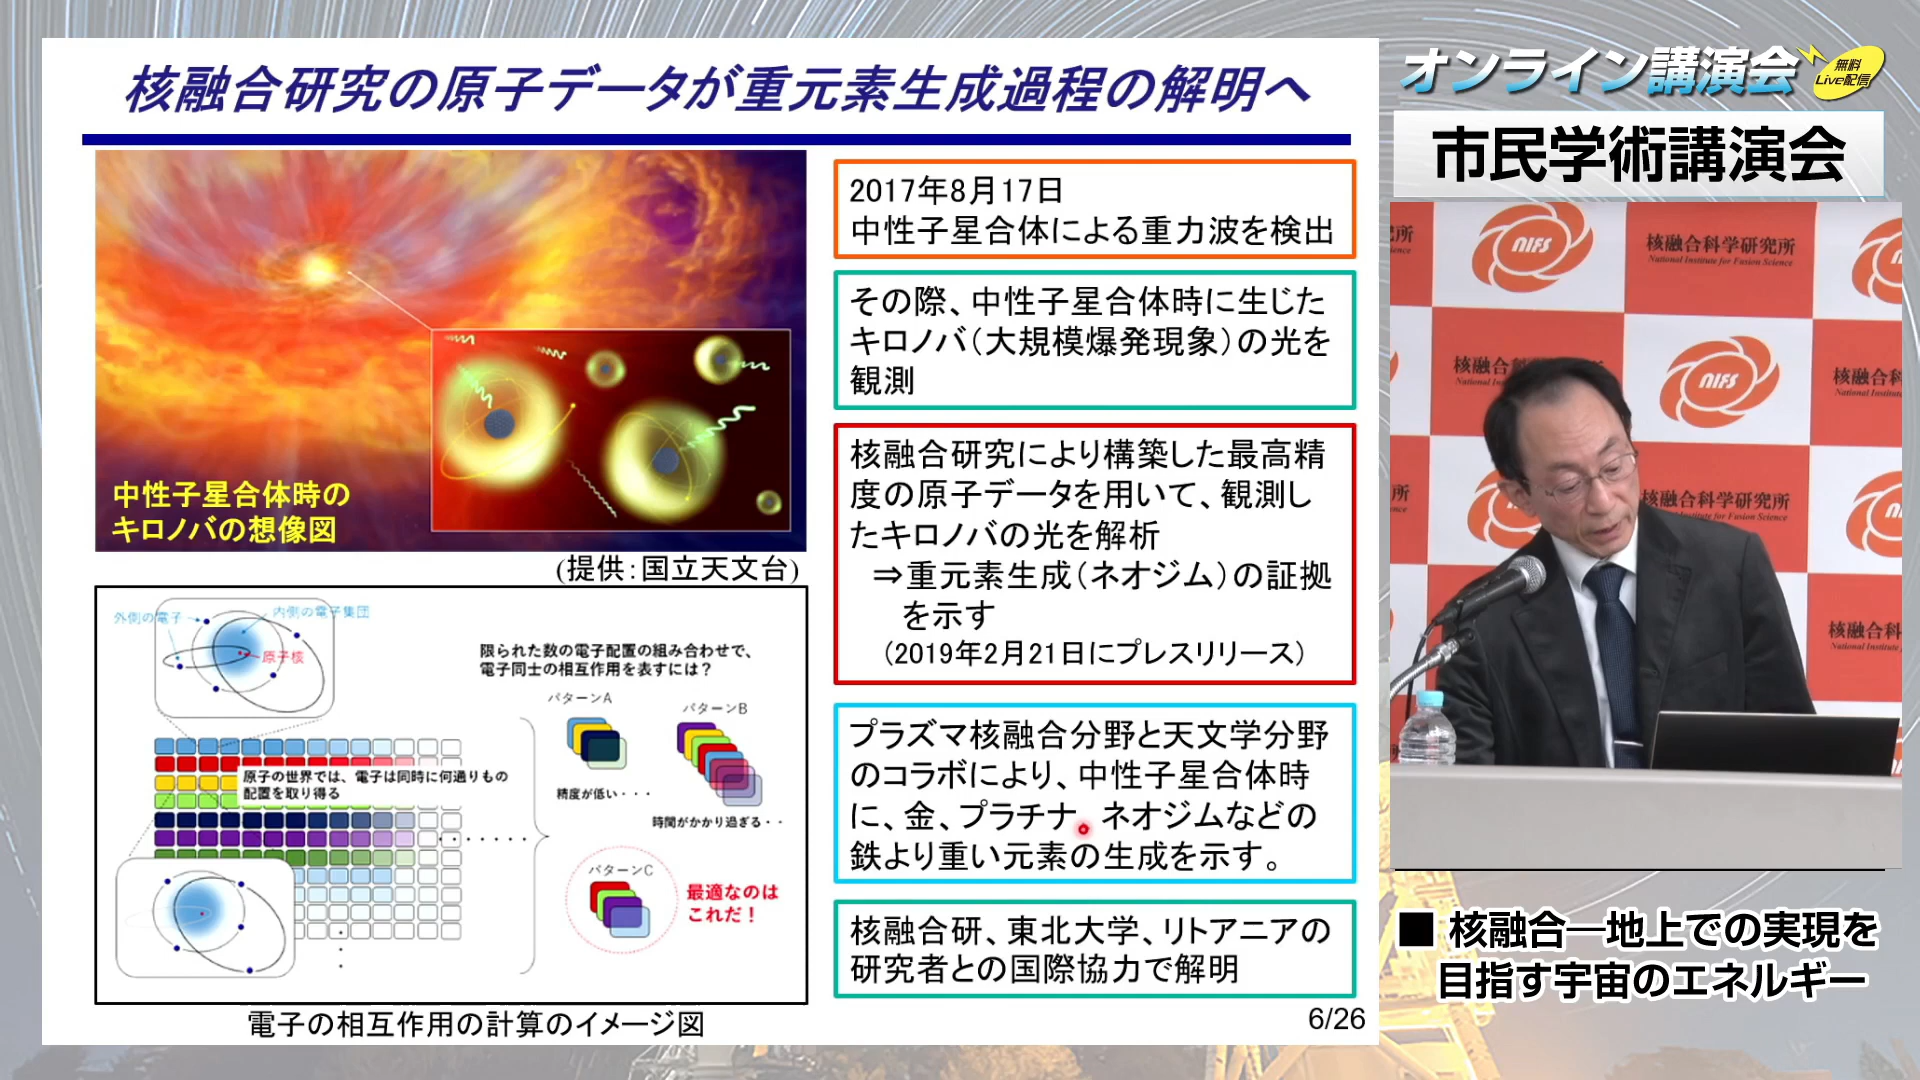 核融合研究の原子データが重元素生成過程の解明へ
中性子星合体時の
キロノバの想像図
(提供：国立天文台)
外側の電子
内側の電子集団
原子核
限られた数の電子配置の組み合わせで、
電子同士の相互作用を表すには？
パターンA
パターンB
原子の世界では、電子は同時に何通りもの
配置を取り得る
精度が低い・・・
時間がかかり過ぎる・・
パターンC
最適なのは
これだ！
電子の相互作用の計算のイメージ図
2017年8月17日
中性子星合体による重力波を検出
その際、中性子星合体時に生じた
キロノバ（大規模爆発現象）の光を
観測
核融合研究により構築した最高精
度の原子データを用いて、観測し
たキロノバの光を解析
⇒重元素生成（ネオジム）の証拠
を示す
（2019年2月21日にプレスリリース）
プラズマ核融合分野と天文学分野
のコラボにより、中性子星合体時
に、金、プラチナ、ネオジムなどの
鉄より重い元素の生成を示す。
核融合研、東北大学、リトアニアの
研究者との国際協力で解明
6/26
オンライン講演会
無料
Live配信
市民学術講演会
NIFS
核融合科学研究所
National Institute for Fusion Science
NIFS
核融合科学研究所
■ 核融合―地上での実現を
目指す宇宙のエネルギー